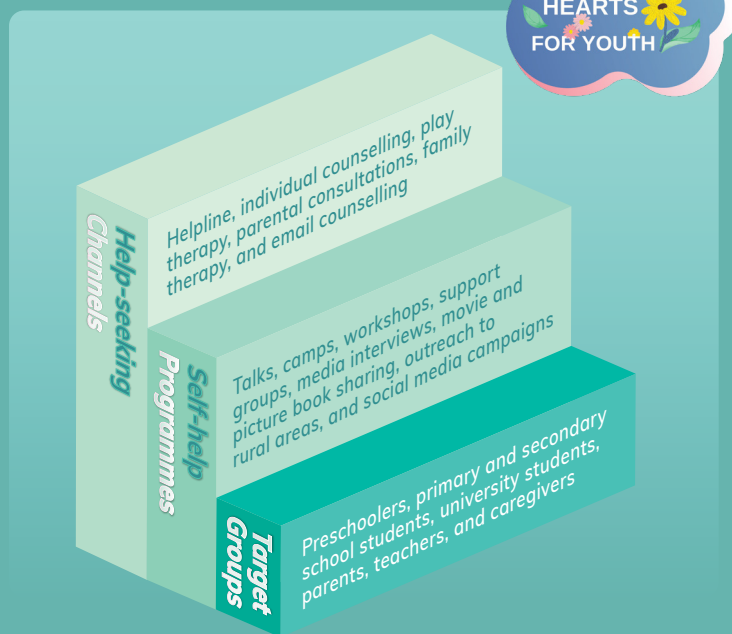 HEARTS
FOR YOUTH
Help-seeking
Channels
Helpline, individual counselling, play
therapy, parental consultations, family
therapy, and email counselling
Self-help
Programmes
Talks, camps, workshops, support
groups, media interviews, movie and
picture book sharing, outreach to
rural areas, and social media campaigns
Target
Groups
Preschoolers, primary and secondary
school students, university students,
parents, teachers, and caregivers